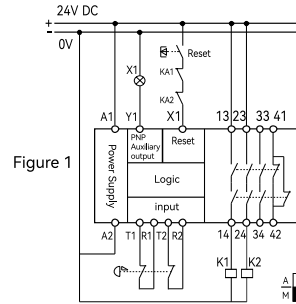 24V DC
+
-
0V
Reset
X1
KA1
KA2
A1 Y1 X1 13 23 33 41
PNP Auxiliary output
Reset
Power Supply
Logic
input
Figure 1
A2 T1 R1 T2 R2 14 24 34 42
K1 K2
A
M